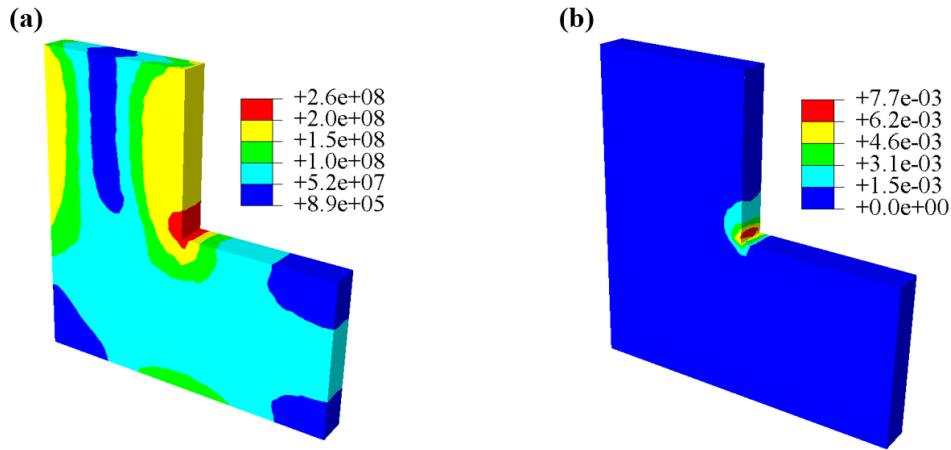 (a)
+2.6e+08
+2.0e+08
+1.5e+08
+1.0e+08
+5.2e+07
+8.9e+05
(b)
+7.7e-03
+6.2e-03
+4.6e-03
+3.1e-03
+1.5e-03
+0.0e+00